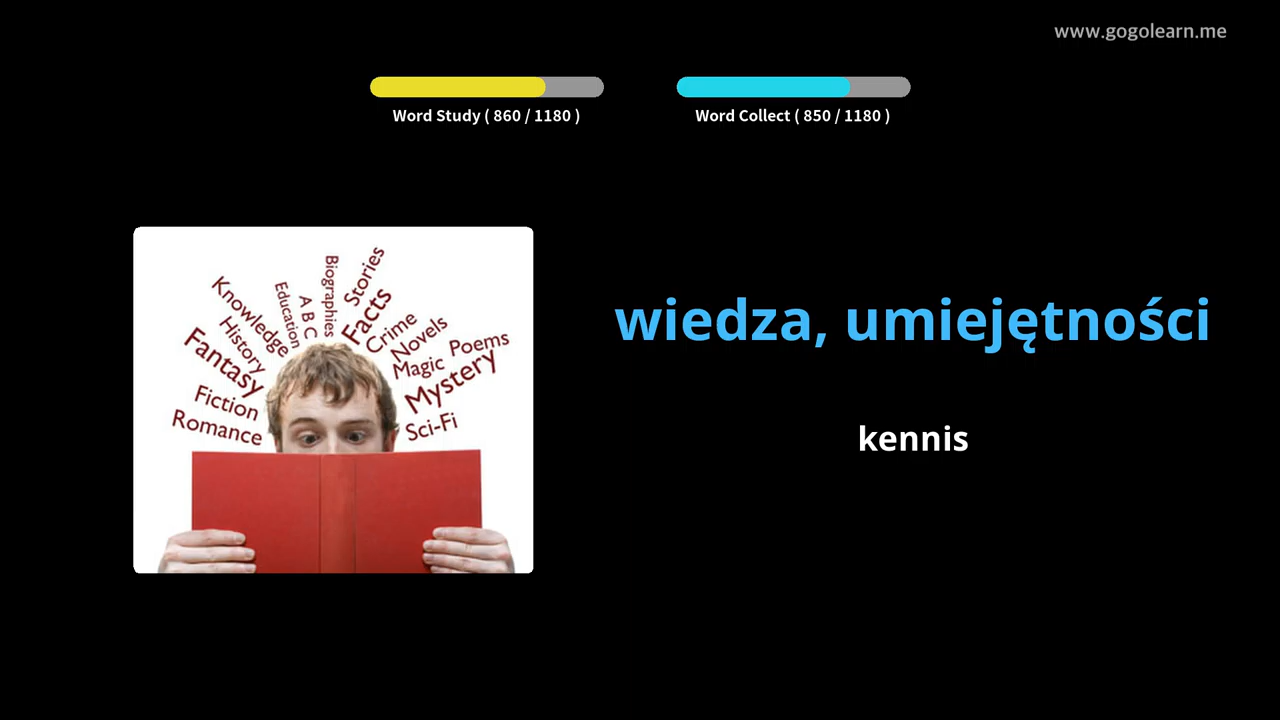 www.gogolearn.me
Word Study ( 860 / 1180 )
Word Collect ( 850 / 1180 )
Biographies
Stories
Education
A B C
Facts
Knowledge
History
Crime
Novels
Poems
Fantasy
Magic
Mystery
Fiction
Romance
Sci-Fi
wiedza, umiejętności
kennis